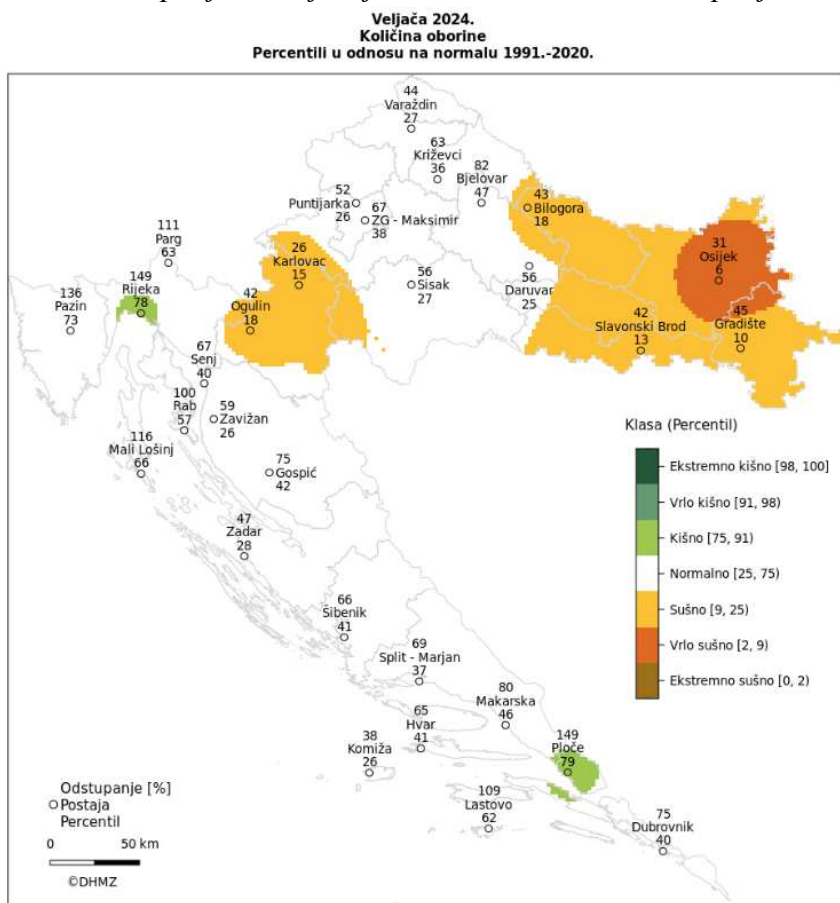 Veljača 2024.
Količina oborine
Percentili u odnosu na normalu 1991.-2020.
44
Varaždin
27
63
Križevci
36
82
Bjelovar
47
52
Puntijarka
26
67
ZG - Maksimir
38
43
Bilogora
18
31
Osijek
6
111
Parg
63
26
Karlovac
15
56
Sisak
27
56
Daruvar
25
149
Rijeka
78
136
Pazin
73
42
Ogulin
18
42
Slavonski Brod
13
45
Gradište
10
67
Senj
40
100
Rab
57
59
Zavižan
26
116
Mali Lošinj
66
75
Gospić
42
47
Zadar
28
66
Šibenik
41
69
Split - Marjan
37
80
Makarska
46
65
Hvar
41
38
Komiža
26
149
Ploče
79
109
Lastovo
62
75
Dubrovnik
40
Klasa (Percentil)
Ekstremno kišno [98, 100]
Vrlo kišno [91, 98)
Kišno [75, 91)
Normalno [25, 75)
Sušno [9, 25)
Vrlo sušno [2, 9)
Ekstremno sušno [0, 2)
Odstupanje [%]
Postaja
Percentil
0 50 km
©DHMZ